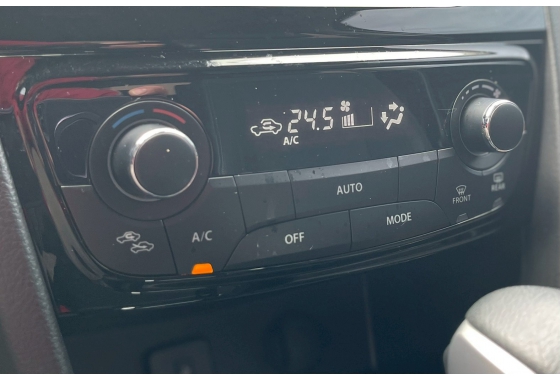 24.5
A/C
AUTO
A/C
OFF
MODE
FRONT
REAR